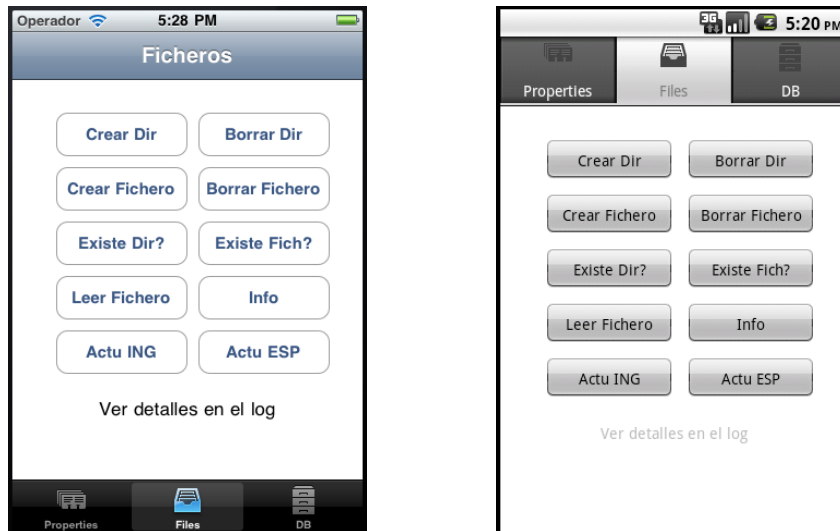 Operador 5:28 PM
Ficheros
Crear Dir Borrar Dir
Crear Fichero Borrar Fichero
Existe Dir? Existe Fich?
Leer Fichero Info
Actu ING Actu ESP
Ver detalles en el log
Properties Files DB
3G 5:20 PM
Properties Files DB
Crear Dir Borrar Dir
Crear Fichero Borrar Fichero
Existe Dir? Existe Fich?
Leer Fichero Info
Actu ING Actu ESP
Ver detalles en el log